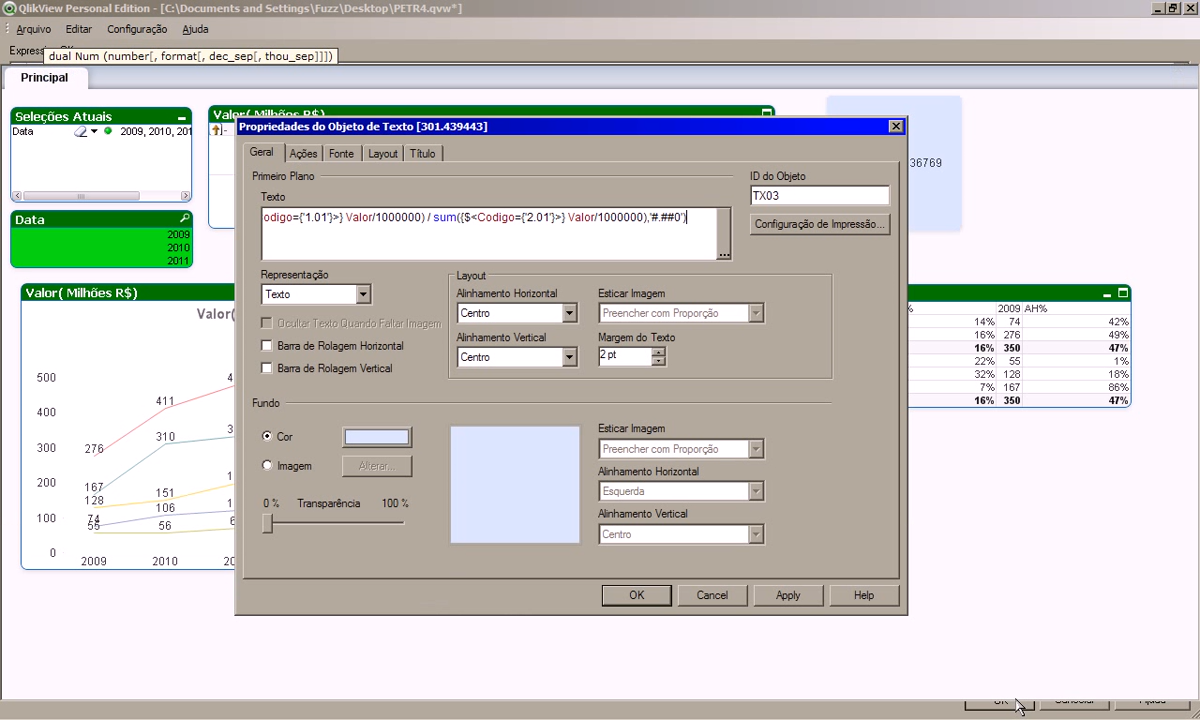 QlikView Personal Edition - [C:\Documents and Settings\Fuzz\Desktop\PETR4.qvw*]
Arquivo Editar Configuração Ajuda
dual Num (number[, format[, dec_sep[, thou_sep]]])
Principal
Seleções Atuais
Data 2009, 2010, 201
Data
2009
2010
2011
Valor( Milhões R$)
36769
Propriedades do Objeto de Texto [301.439443]
Geral Ações Fonte Layout Título
Primeiro Plano
Texto
odigo={'1.01'}>} Valor/1000000) / sum({$<Codigo={'2.01'}>} Valor/1000000),'#.##0')
...
ID do Objeto
TX03
Configuração de Impressão...
Representação
Texto
Ocultar Texto Quando Faltar Imagem
Barra de Rolagem Horizontal
Barra de Rolagem Vertical
Layout
Alinhamento Horizontal
Centro
Esticar Imagem
Preencher com Proporção
Alinhamento Vertical
Centro
Margem do Texto
2 pt
Fundo
Cor
Imagem
Alterar...
0 % Transparência 100 %
Esticar Imagem
Preencher com Proporção
Alinhamento Horizontal
Esquerda
Alinhamento Vertical
Centro
OK Cancel Apply Help
Valor( Milhões R$)
Valor(
500
400
300
200
100
0
276
411
4
167
310
3
128
151
1
74
106
1
55
56
6
2009 2010 20
% 2009 AH%
14% 74 42%
16% 276 49%
16% 350 47%
22% 55 1%
32% 128 18%
7% 167 86%
16% 350 47%